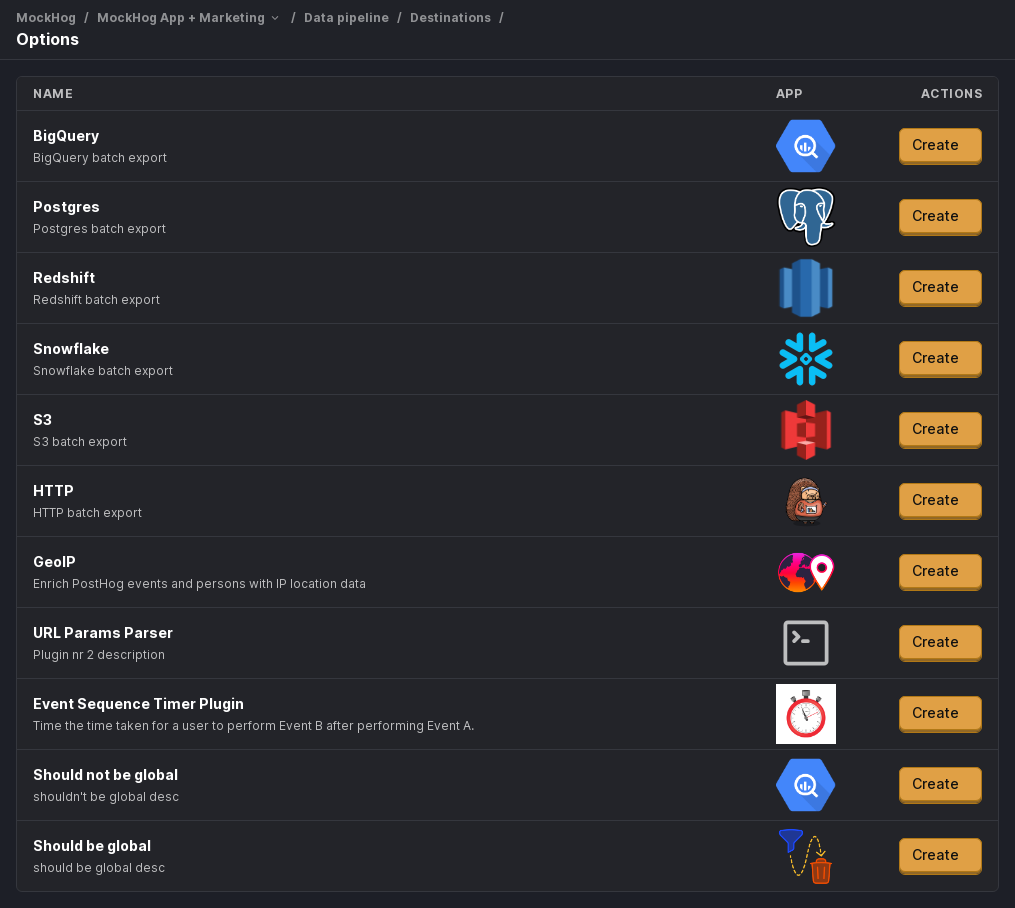 MockHog / MockHog App + Marketing / Data pipeline / Destinations /
Options
NAME APP ACTIONS
BigQuery
BigQuery batch export
Create
Postgres
Postgres batch export
Create
Redshift
Redshift batch export
Create
Snowflake
Snowflake batch export
Create
S3
S3 batch export
Create
HTTP
HTTP batch export
Create
GeoIP
Enrich PostHog events and persons with IP location data
Create
URL Params Parser
Plugin nr 2 description
Create
Event Sequence Timer Plugin
Time the time taken for a user to perform Event B after performing Event A.
Create
Should not be global
shouldn't be global desc
Create
Should be global
should be global desc
Create